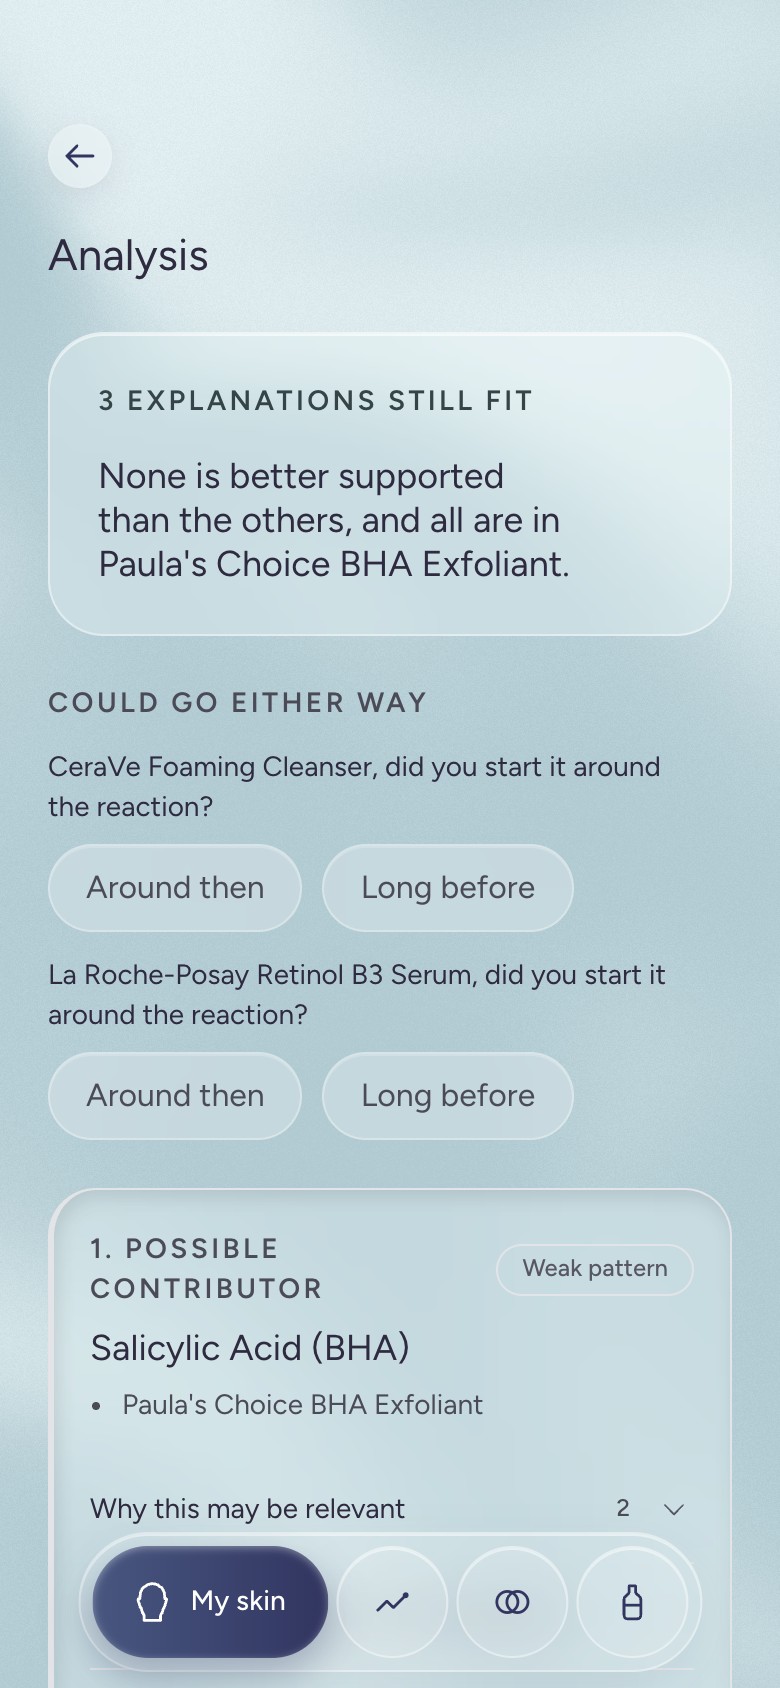 Analysis
3 EXPLANATIONS STILL FIT
None is better supported
than the others, and all are in
Paula's Choice BHA Exfoliant.
COULD GO EITHER WAY
CeraVe Foaming Cleanser, did you start it around
the reaction?
Around then
Long before
La Roche-Posay Retinol B3 Serum, did you start it
around the reaction?
Around then
Long before
1. POSSIBLE
CONTRIBUTOR
Weak pattern
Salicylic Acid (BHA)
• Paula's Choice BHA Exfoliant
Why this may be relevant
2
My skin